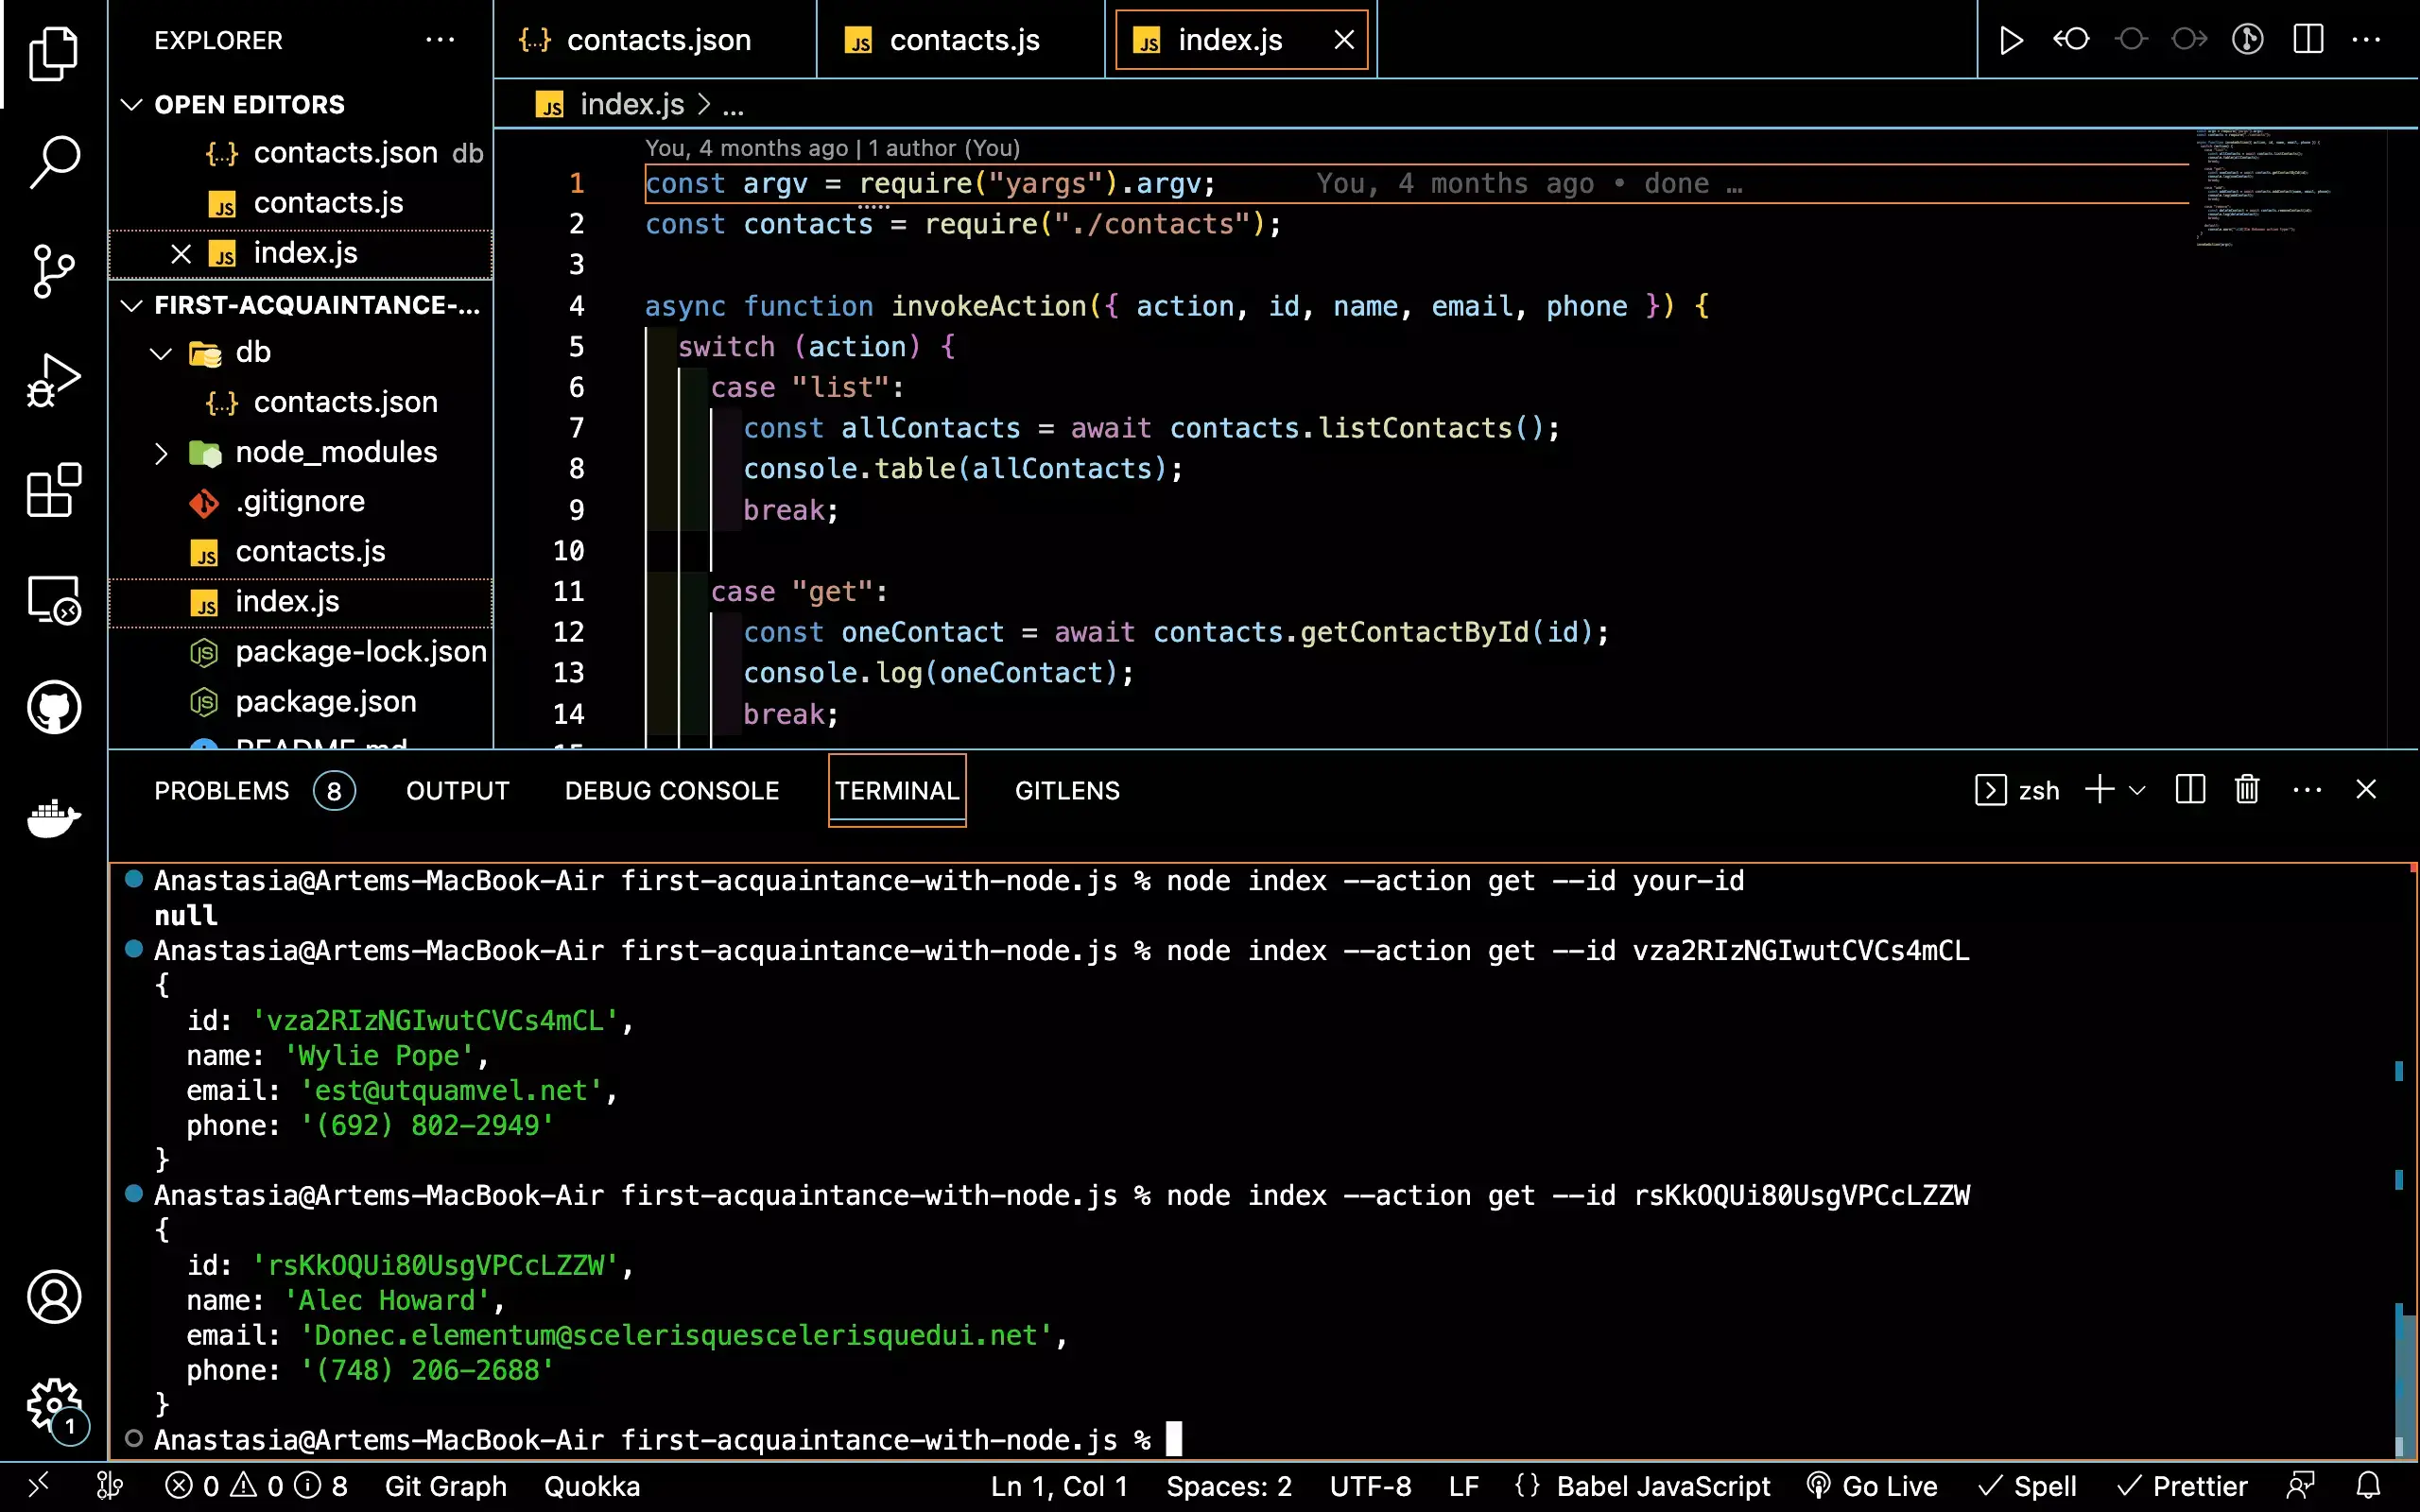 EXPLORER
OPEN EDITORS
contacts.json db
contacts.js
index.js
FIRST-ACQUAINTANCE-...
db
contacts.json
node_modules
.gitignore
contacts.js
index.js
package-lock.json
package.json
README.md
contacts.json
contacts.js
index.js
index.js > ...
You, 4 months ago | 1 author (You)
1 const argv = require("yargs").argv; You, 4 months ago • done …
2 const contacts = require("./contacts");
3
4 async function invokeAction({ action, id, name, email, phone }) {
5 switch (action) {
6 case "list":
7 const allContacts = await contacts.listContacts();
8 console.table(allContacts);
9 break;
10
11 case "get":
12 const oneContact = await contacts.getContactById(id);
13 console.log(oneContact);
14 break;
PROBLEMS 8 OUTPUT DEBUG CONSOLE TERMINAL GITLENS zsh
Anastasia@Artems-MacBook-Air first-acquaintance-with-node.js % node index --action get --id your-id
null
Anastasia@Artems-MacBook-Air first-acquaintance-with-node.js % node index --action get --id vza2RIzNGIwutCVCs4mCL
{
id: 'vza2RIzNGIwutCVCs4mCL',
name: 'Wylie Pope',
email: 'est@utquamvel.net',
phone: '(692) 802-2949'
}
Anastasia@Artems-MacBook-Air first-acquaintance-with-node.js % node index --action get --id rsKkOQUi80UsgVPCcLZZW
{
id: 'rsKkOQUi80UsgVPCcLZZW',
name: 'Alec Howard',
email: 'Donec.elementum@scelerisquescelerisquedui.net',
phone: '(748) 206-2688'
}
Anastasia@Artems-MacBook-Air first-acquaintance-with-node.js %
1
0 0 8 Git Graph Quokka Ln 1, Col 1 Spaces: 2 UTF-8 LF {} Babel JavaScript Go Live Spell Prettier